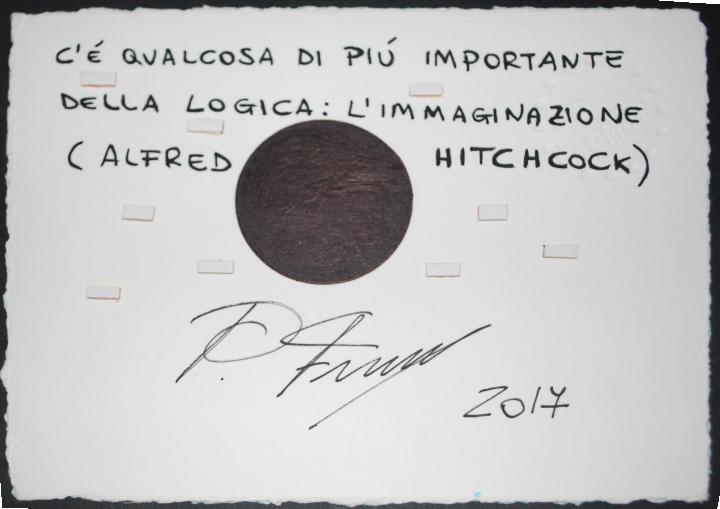 C'É QUALCOSA DI PIÚ IMPORTANTE
DELLA LOGICA: L'IMMAGINAZIONE
(ALFRED HITCHCOCK)
2017